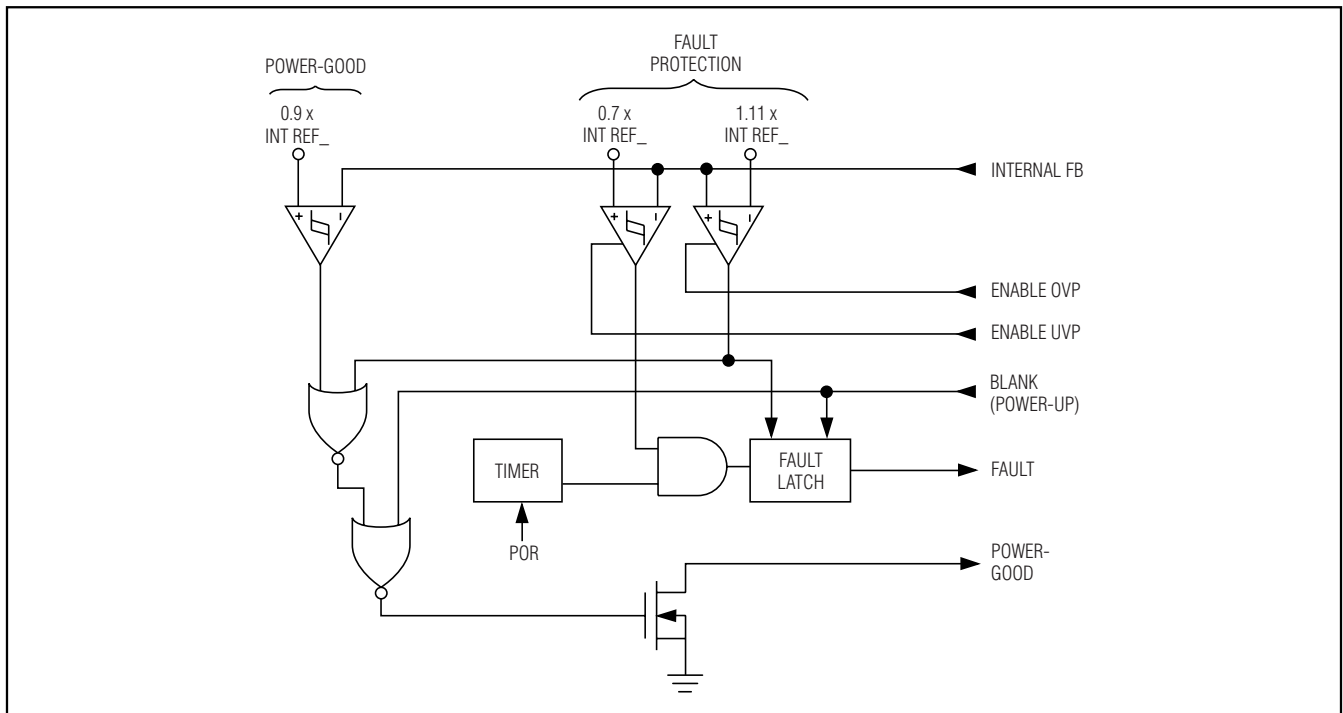 POWER-GOOD
0.9 x
INT REF_
FAULT
PROTECTION
0.7 x
INT REF_
1.11 x
INT REF_
INTERNAL FB
+ −
+ −
+ −
ENABLE OVP
ENABLE UVP
BLANK
(POWER-UP)
TIMER
FAULT
LATCH
FAULT
POR
POWER-
GOOD